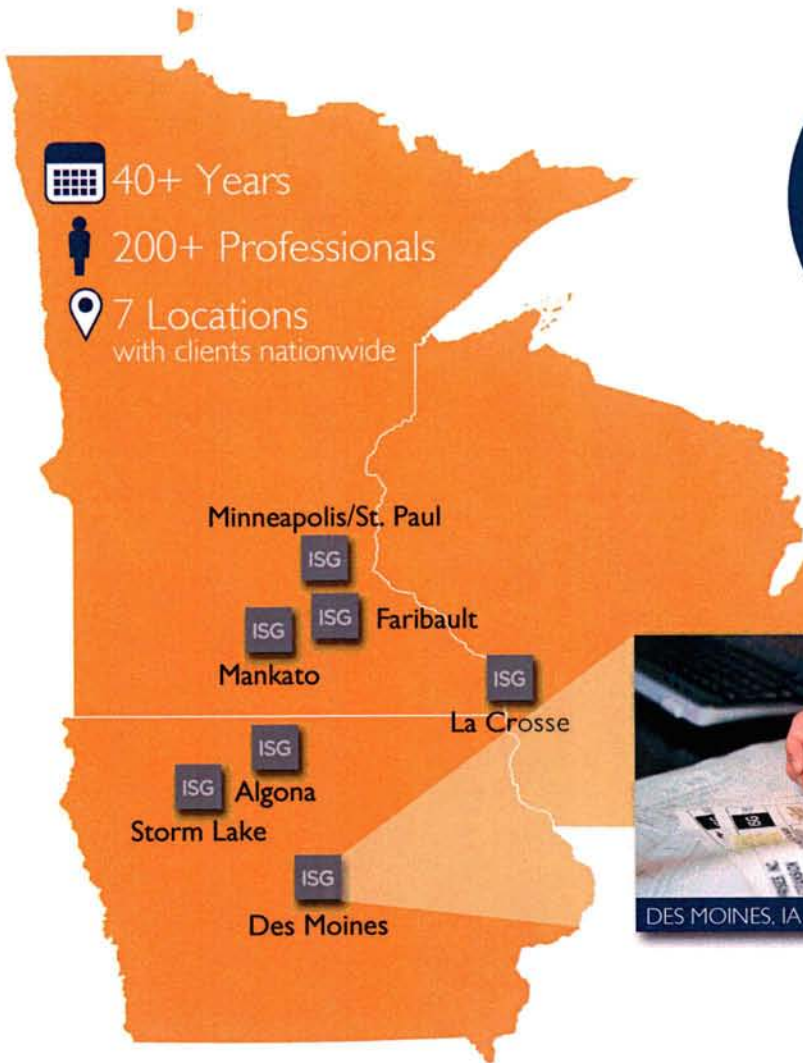 40+ Years
200+ Professionals
7 Locations
with clients nationwide
Minneapolis/St. Paul
ISG
ISG
Faribault
ISG
Mankato
ISG
La Crosse
ISG
Algona
ISG
Storm Lake
ISG
Des Moines
DES MOINES, IA